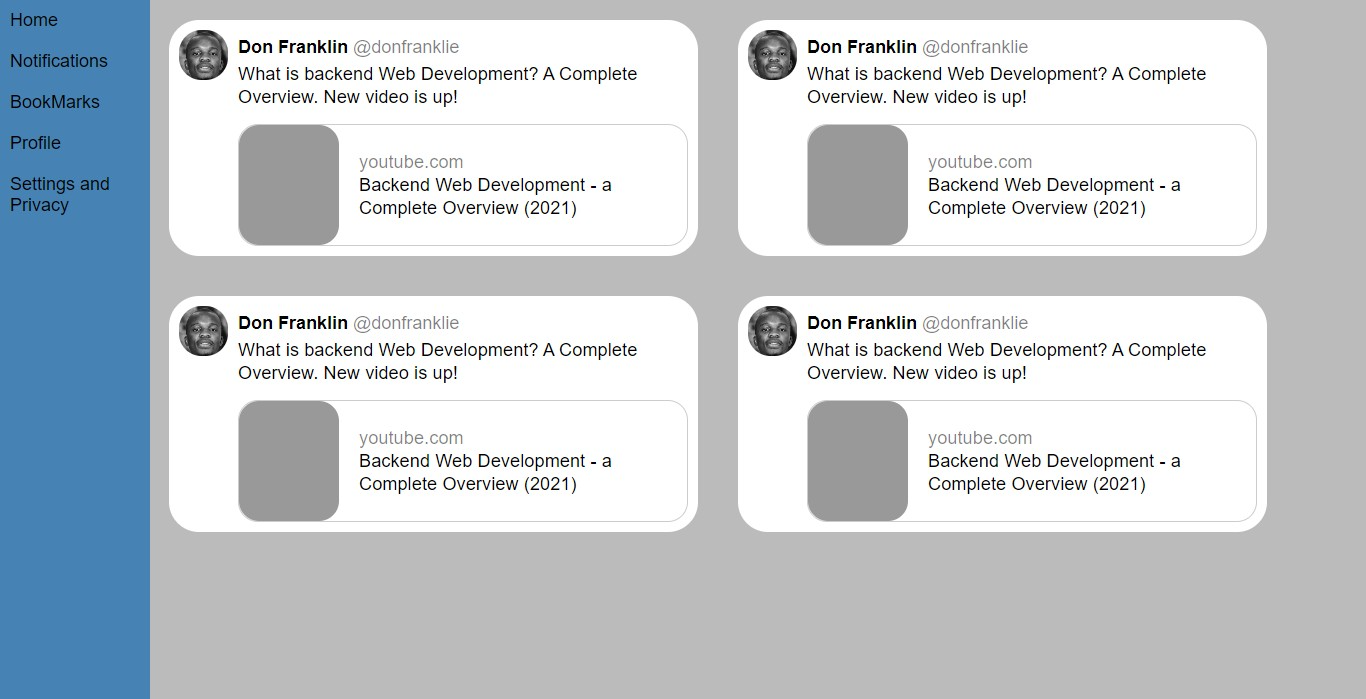 Home
Notifications
BookMarks
Profile
Settings and
Privacy
Don Franklin @donfranklie
What is backend Web Development? A Complete
Overview. New video is up!
youtube.com
Backend Web Development - a
Complete Overview (2021)
Don Franklin @donfranklie
What is backend Web Development? A Complete
Overview. New video is up!
youtube.com
Backend Web Development - a
Complete Overview (2021)
Don Franklin @donfranklie
What is backend Web Development? A Complete
Overview. New video is up!
youtube.com
Backend Web Development - a
Complete Overview (2021)
Don Franklin @donfranklie
What is backend Web Development? A Complete
Overview. New video is up!
youtube.com
Backend Web Development - a
Complete Overview (2021)